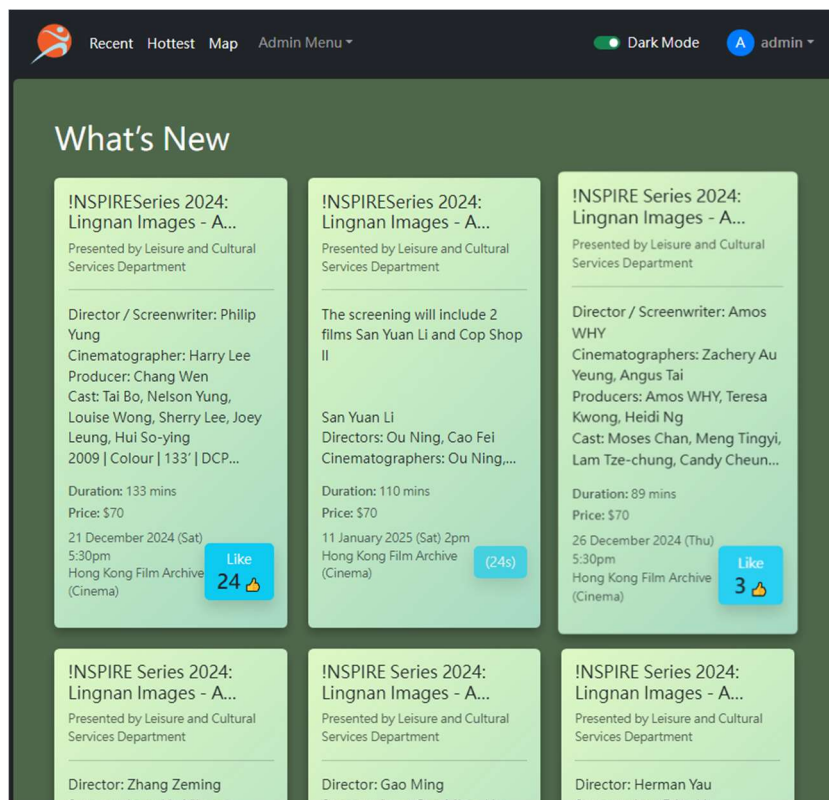 Recent Hottest Map Admin Menu Dark Mode A admin
What's New
!NSPIRESeries 2024:
Lingnan Images - A...
Presented by Leisure and Cultural
Services Department
Director / Screenwriter: Philip
Yung
Cinematographer: Harry Lee
Producer: Chang Wen
Cast: Tai Bo, Nelson Yung,
Louise Wong, Sherry Lee, Joey
Leung, Hui So-ying
2009 | Colour | 133' | DCP...
Duration: 133 mins
Price: $70
21 December 2024 (Sat)
5:30pm
Hong Kong Film Archive
(Cinema)
Like
24
!NSPIRESeries 2024:
Lingnan Images - A...
Presented by Leisure and Cultural
Services Department
The screening will include 2
films San Yuan Li and Cop Shop
II
San Yuan Li
Directors: Ou Ning, Cao Fei
Cinematographers: Ou Ning,...
Duration: 110 mins
Price: $70
11 January 2025 (Sat) 2pm
Hong Kong Film Archive
(Cinema)
(24s)
!NSPIRE Series 2024:
Lingnan Images - A...
Presented by Leisure and Cultural
Services Department
Director / Screenwriter: Amos
WHY
Cinematographers: Zachery Au
Yeung, Angus Tai
Producers: Amos WHY, Teresa
Kwong, Heidi Ng
Cast: Moses Chan, Meng Tingyi,
Lam Tze-chung, Candy Cheun...
Duration: 89 mins
Price: $70
26 December 2024 (Thu)
5:30pm
Hong Kong Film Archive
(Cinema)
Like
3
!NSPIRE Series 2024:
Lingnan Images - A...
Presented by Leisure and Cultural
Services Department
Director: Zhang Zeming
!NSPIRE Series 2024:
Lingnan Images - A...
Presented by Leisure and Cultural
Services Department
Director: Gao Ming
!NSPIRE Series 2024:
Lingnan Images - A...
Presented by Leisure and Cultural
Services Department
Director: Herman Yau